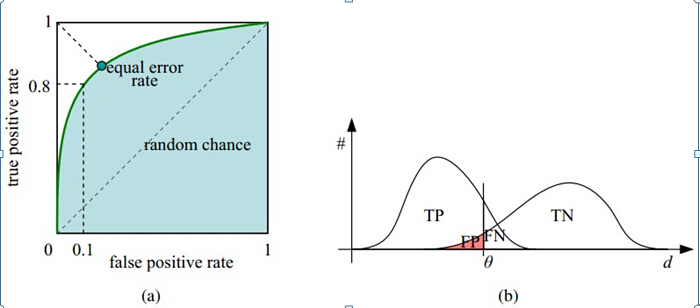 1
true positive rate
0.8
equal error
rate
random chance
0
0.1
1
false positive rate
(a)
#
TP
FP
FN
TN
θ
d
(b)